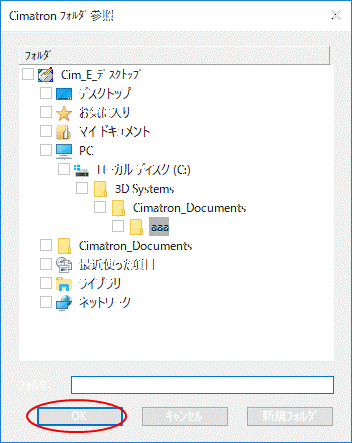 Cimatron フォルダ 参照
フォルダ
Cim_E_デスクトップ
デスクトップ
お気に入り
マイ ドキュメント
PC
ローカル ディスク (C:)
3D Systems
Cimatron_Documents
aaa
Cimatron_Documents
最近使った項目
ライブラリ
ネットワーク
フォルダ:
OK
キャンセル
新規フォルダ